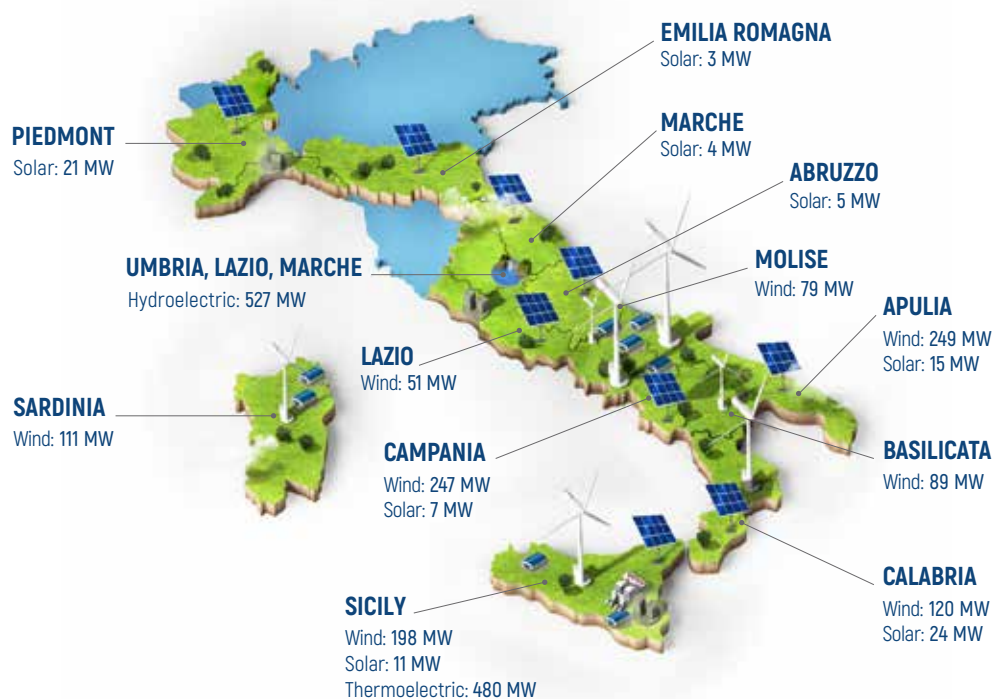 EMILIA ROMAGNA
Solar: 3 MW
PIEDMONT
Solar: 21 MW
MARCHE
Solar: 4 MW
ABRUZZO
Solar: 5 MW
UMBRIA, LAZIO, MARCHE
Hydroelectric: 527 MW
MOLISE
Wind: 79 MW
APULIA
Wind: 249 MW
Solar: 15 MW
LAZIO
Wind: 51 MW
SARDINIA
Wind: 111 MW
CAMPANIA
Wind: 247 MW
Solar: 7 MW
BASILICATA
Wind: 89 MW
CALABRIA
Wind: 120 MW
Solar: 24 MW
SICILY
Wind: 198 MW
Solar: 11 MW
Thermoelectric: 480 MW